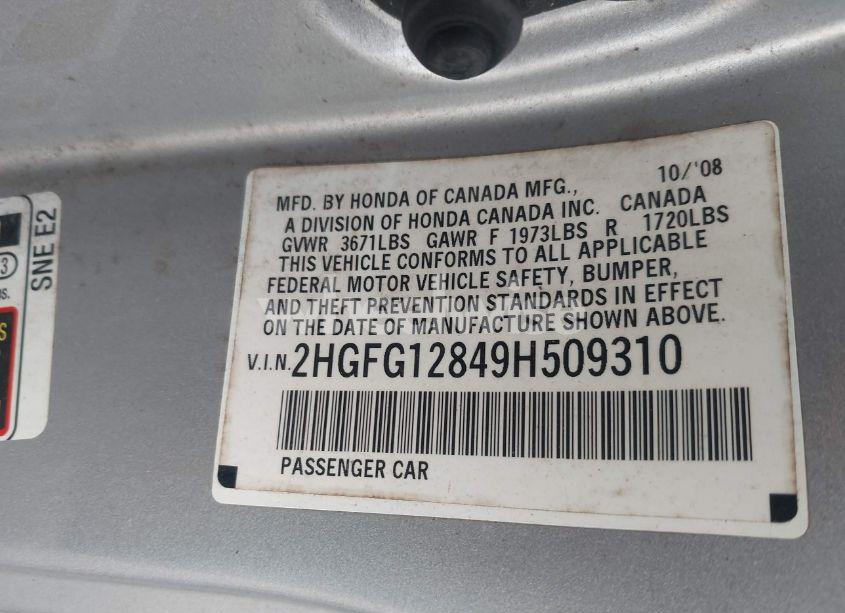 10/'08
MFD. BY HONDA OF CANADA MFG.,
A DIVISION OF HONDA CANADA INC. CANADA
GVWR 3671LBS GAWR F 1973LBS R 1720LBS
THIS VEHICLE CONFORMS TO ALL APPLICABLE
FEDERAL MOTOR VEHICLE SAFETY, BUMPER,
AND THEFT PREVENTION STANDARDS IN EFFECT
ON THE DATE OF MANUFACTURE SHOWN ABOVE.
V.I.N. 2HGFG12849H509310
PASSENGER CAR
SNE E2
3